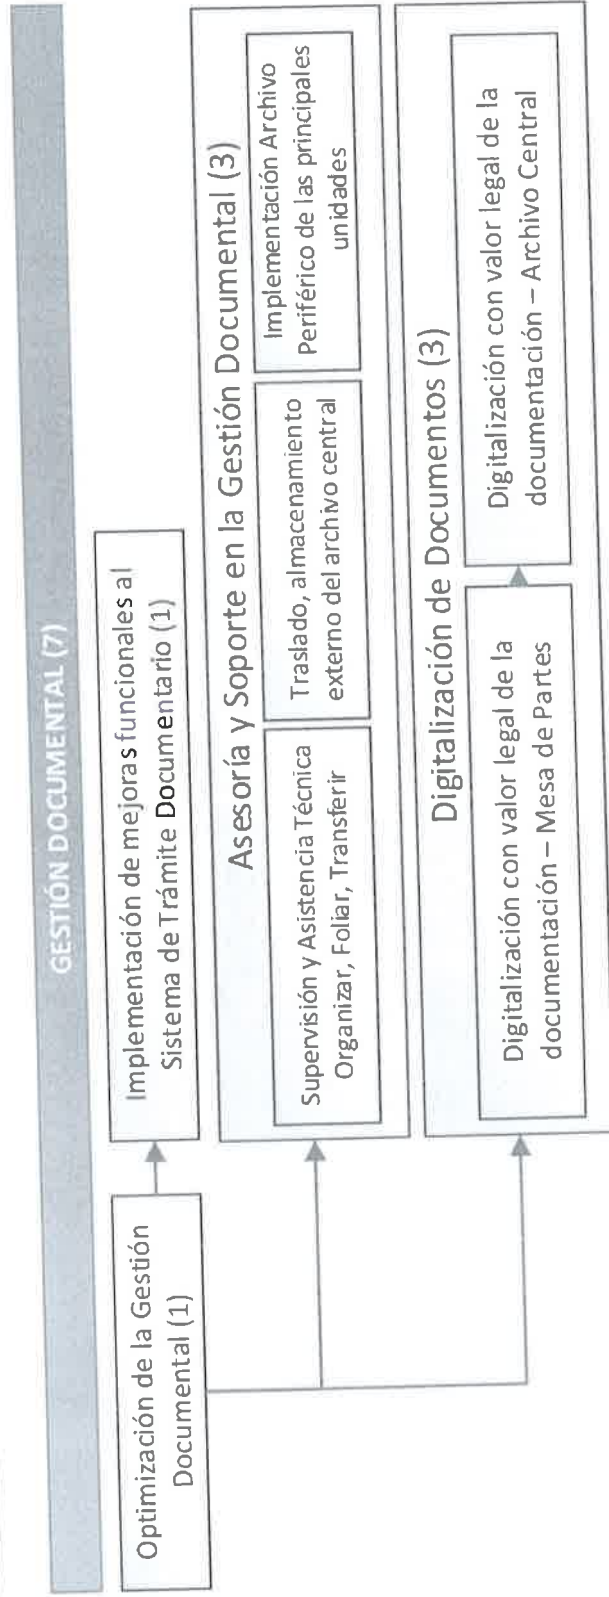 GESTIÓN DOCUMENTAL (7)
Optimización de la Gestión
Documental (1)
Implementación de mejoras funcionales al
Sistema de Trámite Documentario (1)
Asesoría y Soporte en la Gestión Documental (3)
Supervisión y Asistencia Técnica
Organizar, Foliar, Transferir
Traslado, almacenamiento
externo del archivo central
Implementación Archivo
Periférico de las principales
unidades
Digitalización de Documentos (3)
Digitalización con valor legal de la
documentación – Mesa de Partes
Digitalización con valor legal de la
documentación – Archivo Central